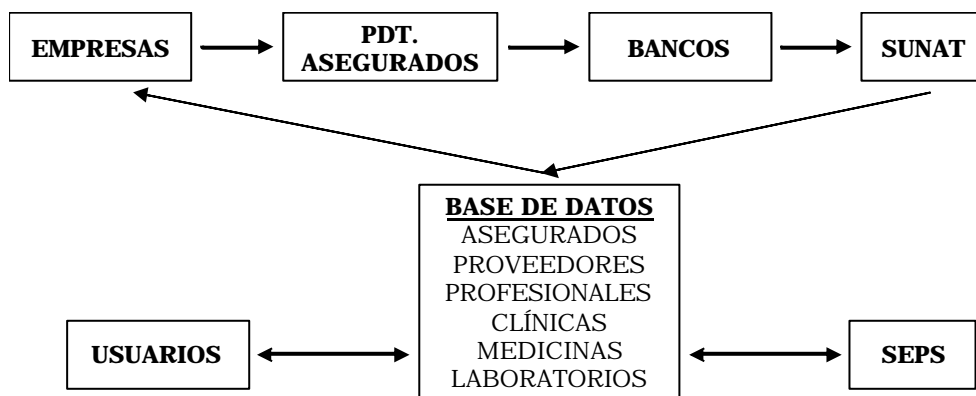 EMPRESAS
PDT.
ASEGURADOS
BANCOS
SUNAT
BASE DE DATOS
ASEGURADOS
PROVEEDORES
PROFESIONALES
CLÍNICAS
MEDICINAS
LABORATORIOS
USUARIOS
SEPS